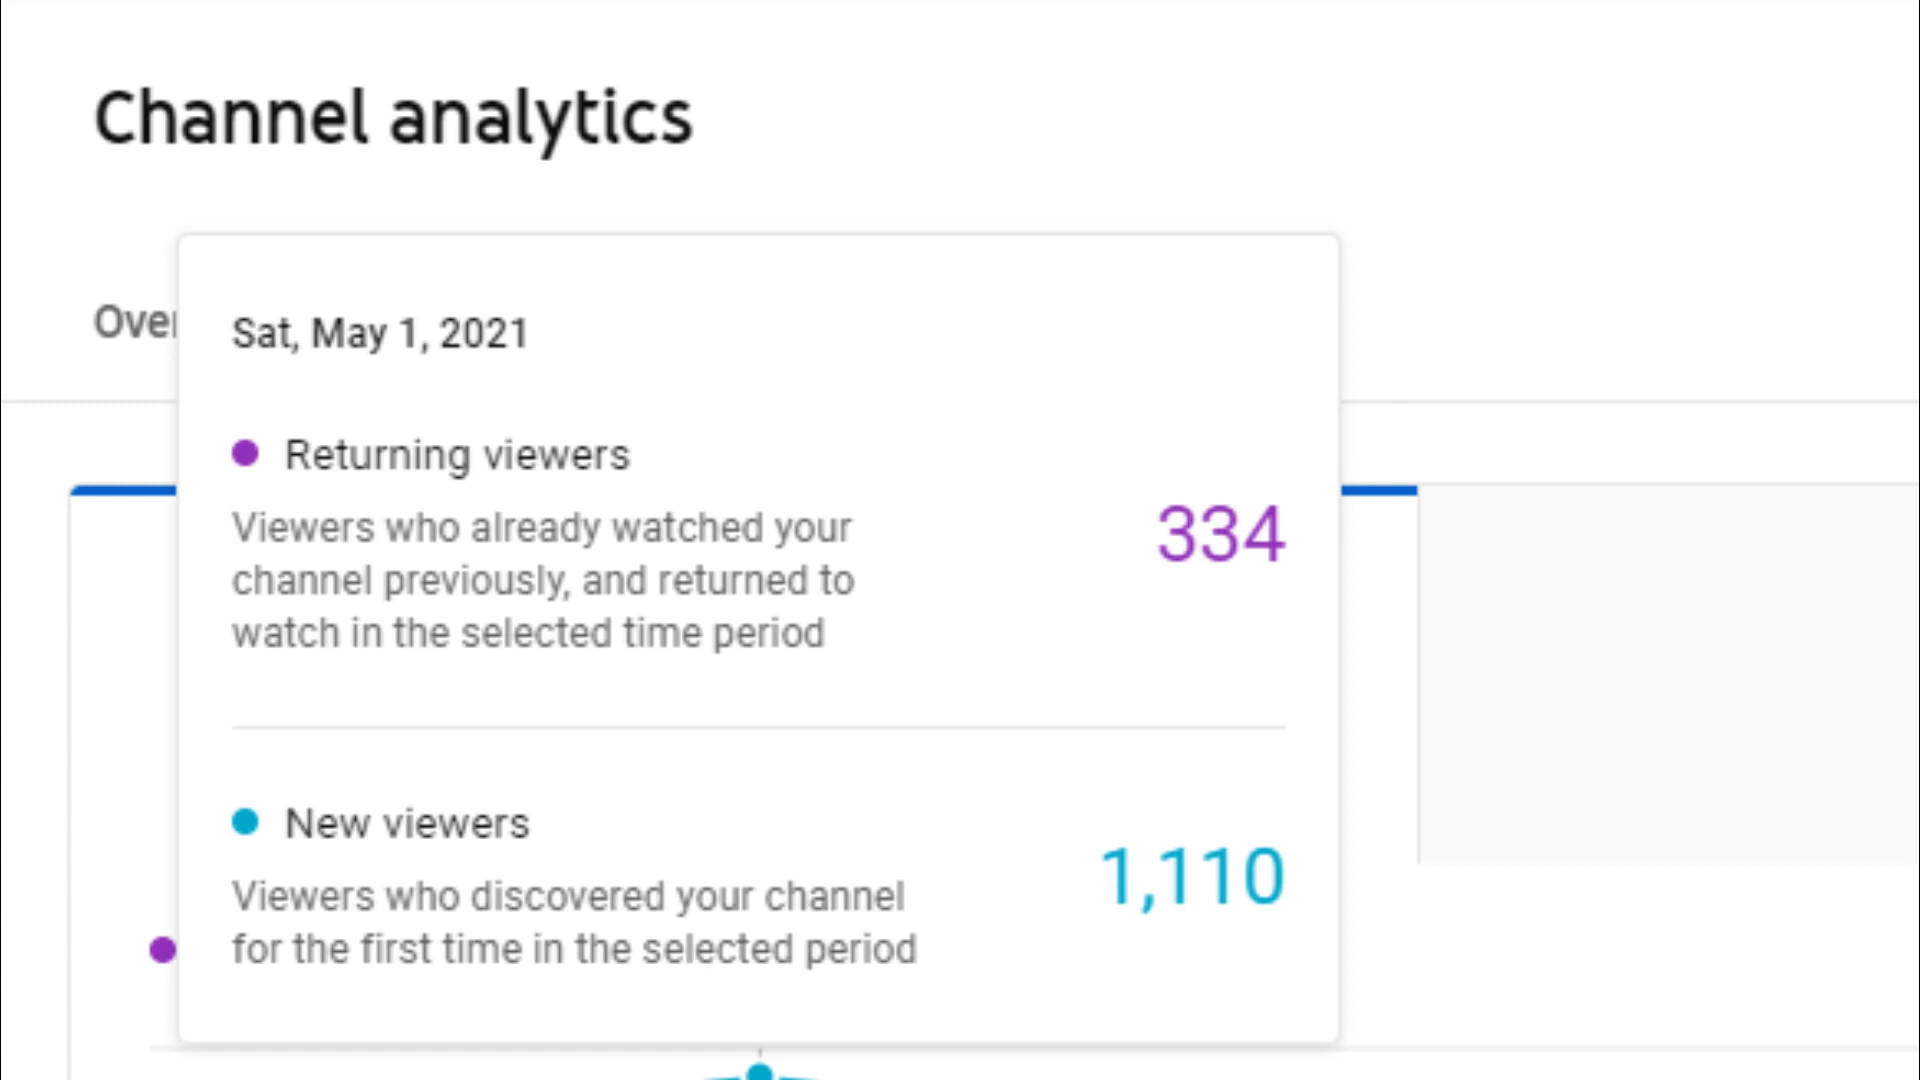 Channel analytics
Sat, May 1, 2021
Returning viewers
Viewers who already watched your
channel previously, and returned to
watch in the selected time period
334
New viewers
Viewers who discovered your channel
for the first time in the selected period
1,110